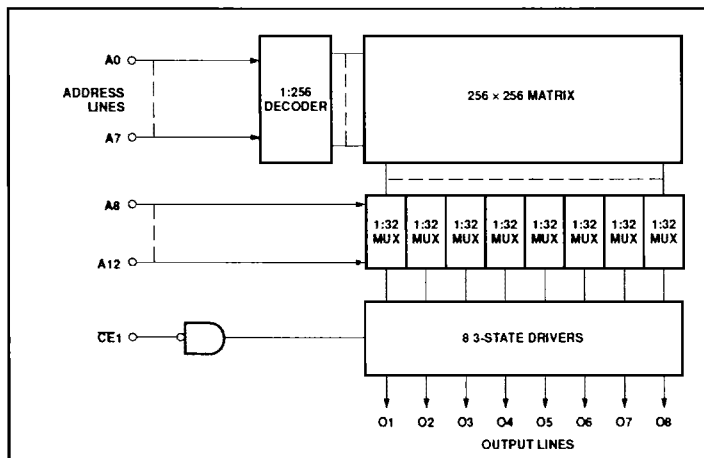 A0
ADDRESS
LINES
A7
1:256
DECODER
256 × 256 MATRIX
A8
A12
1:32 1:32 1:32 1:32 1:32 1:32 1:32 1:32
MUX MUX MUX MUX MUX MUX MUX MUX
CE1
8 3-STATE DRIVERS
O1 O2 O3 O4 O5 O6 O7 O8
OUTPUT LINES